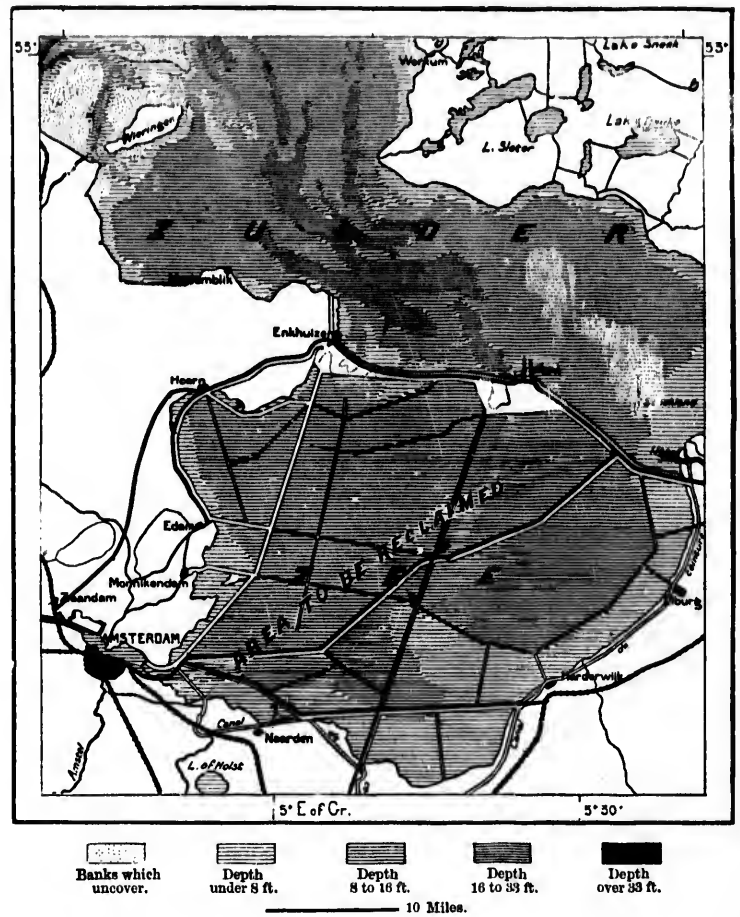 53°
53°
Workum
Lake Sneek
L. Sloter
Wieringen
Z U I D E R
Enkhuizen
Hoorn
AREA TO BE RECLAIMED
Z E E
Edam
Monnikendam
Zaandam
AMSTERDAM
Elburg
Harderwijk
Canal
Canal
Naarden
Amstel
L. of Holst
5° E of Gr.
5° 30'
Banks which
uncover.
Depth
under 8 ft.
Depth
8 to 16 ft.
Depth
16 to 33 ft.
Depth
over 33 ft.
10 Miles.